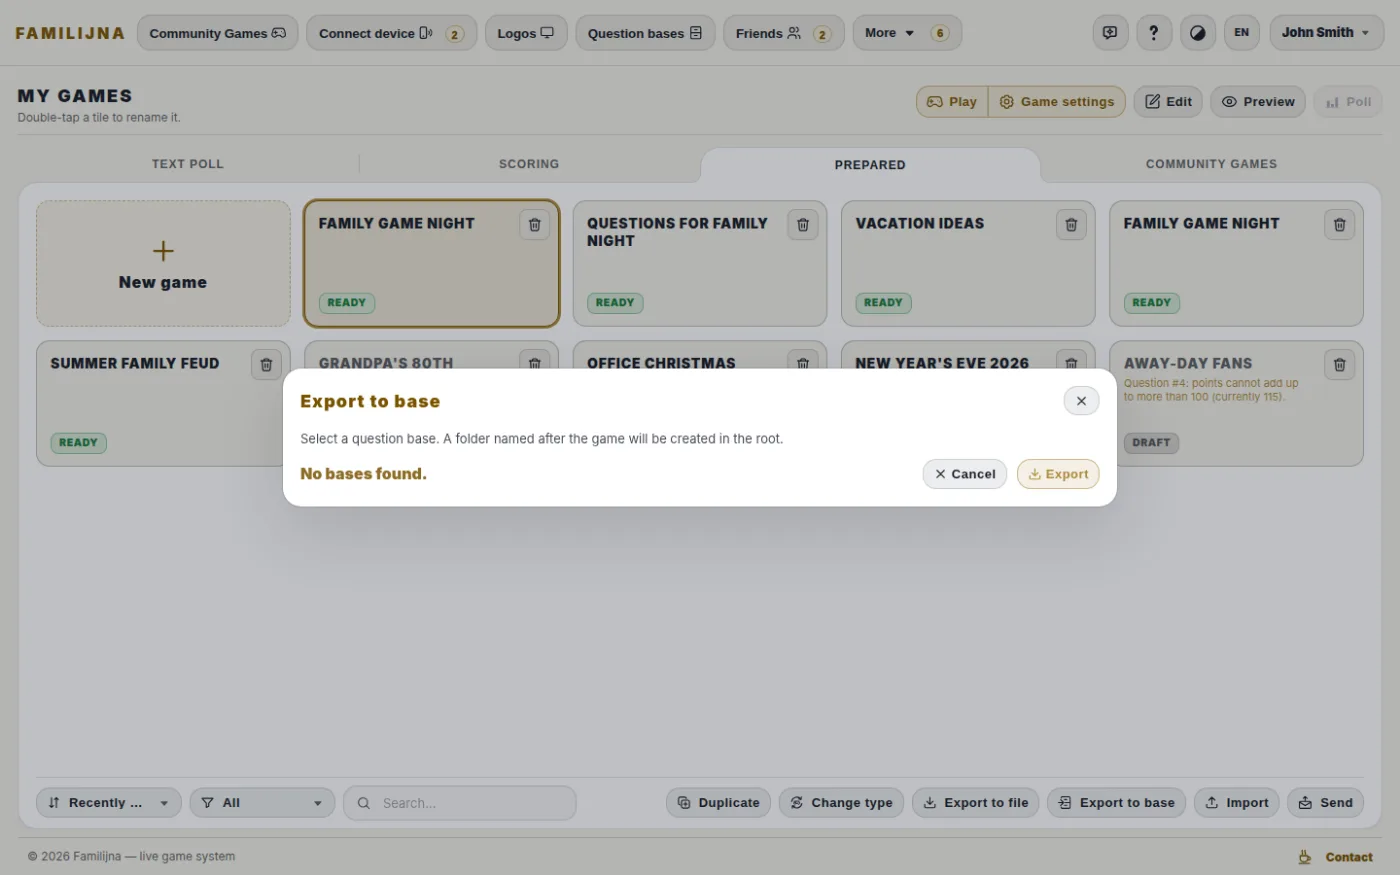 FAMILIJNA
Community Games
Connect device 2
Logos
Question bases
Friends 2
More 6
?
EN
John Smith
MY GAMES
Double-tap a tile to rename it.
Play
Game settings
Edit
Preview
Poll
TEXT POLL
SCORING
PREPARED
COMMUNITY GAMES
New game
FAMILY GAME NIGHT
READY
QUESTIONS FOR FAMILY
NIGHT
READY
VACATION IDEAS
READY
FAMILY GAME NIGHT
READY
SUMMER FAMILY FEUD
READY
GRANDPA'S 80TH
OFFICE CHRISTMAS
NEW YEAR'S EVE 2026
AWAY-DAY FANS
Question #4: points cannot add up
to more than 100 (currently 115).
DRAFT
Export to base
Select a question base. A folder named after the game will be created in the root.
No bases found.
Cancel
Export
Recently ...
All
Search...
Duplicate
Change type
Export to file
Export to base
Import
Send
© 2026 Familijna — live game system
Contact